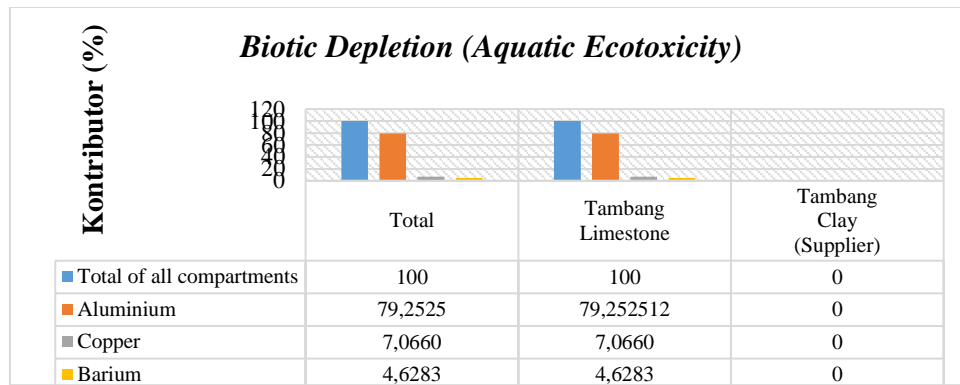 Biotic Depletion (Aquatic Ecotoxicity)
Kontributor (%)
120
100
80
60
40
20
0
Total
Tambang
Limestone
Tambang
Clay
(Supplier)
Total of all compartments 100 100 0
Aluminium 79,2525 79,252512 0
Copper 7,0660 7,0660 0
Barium 4,6283 4,6283 0